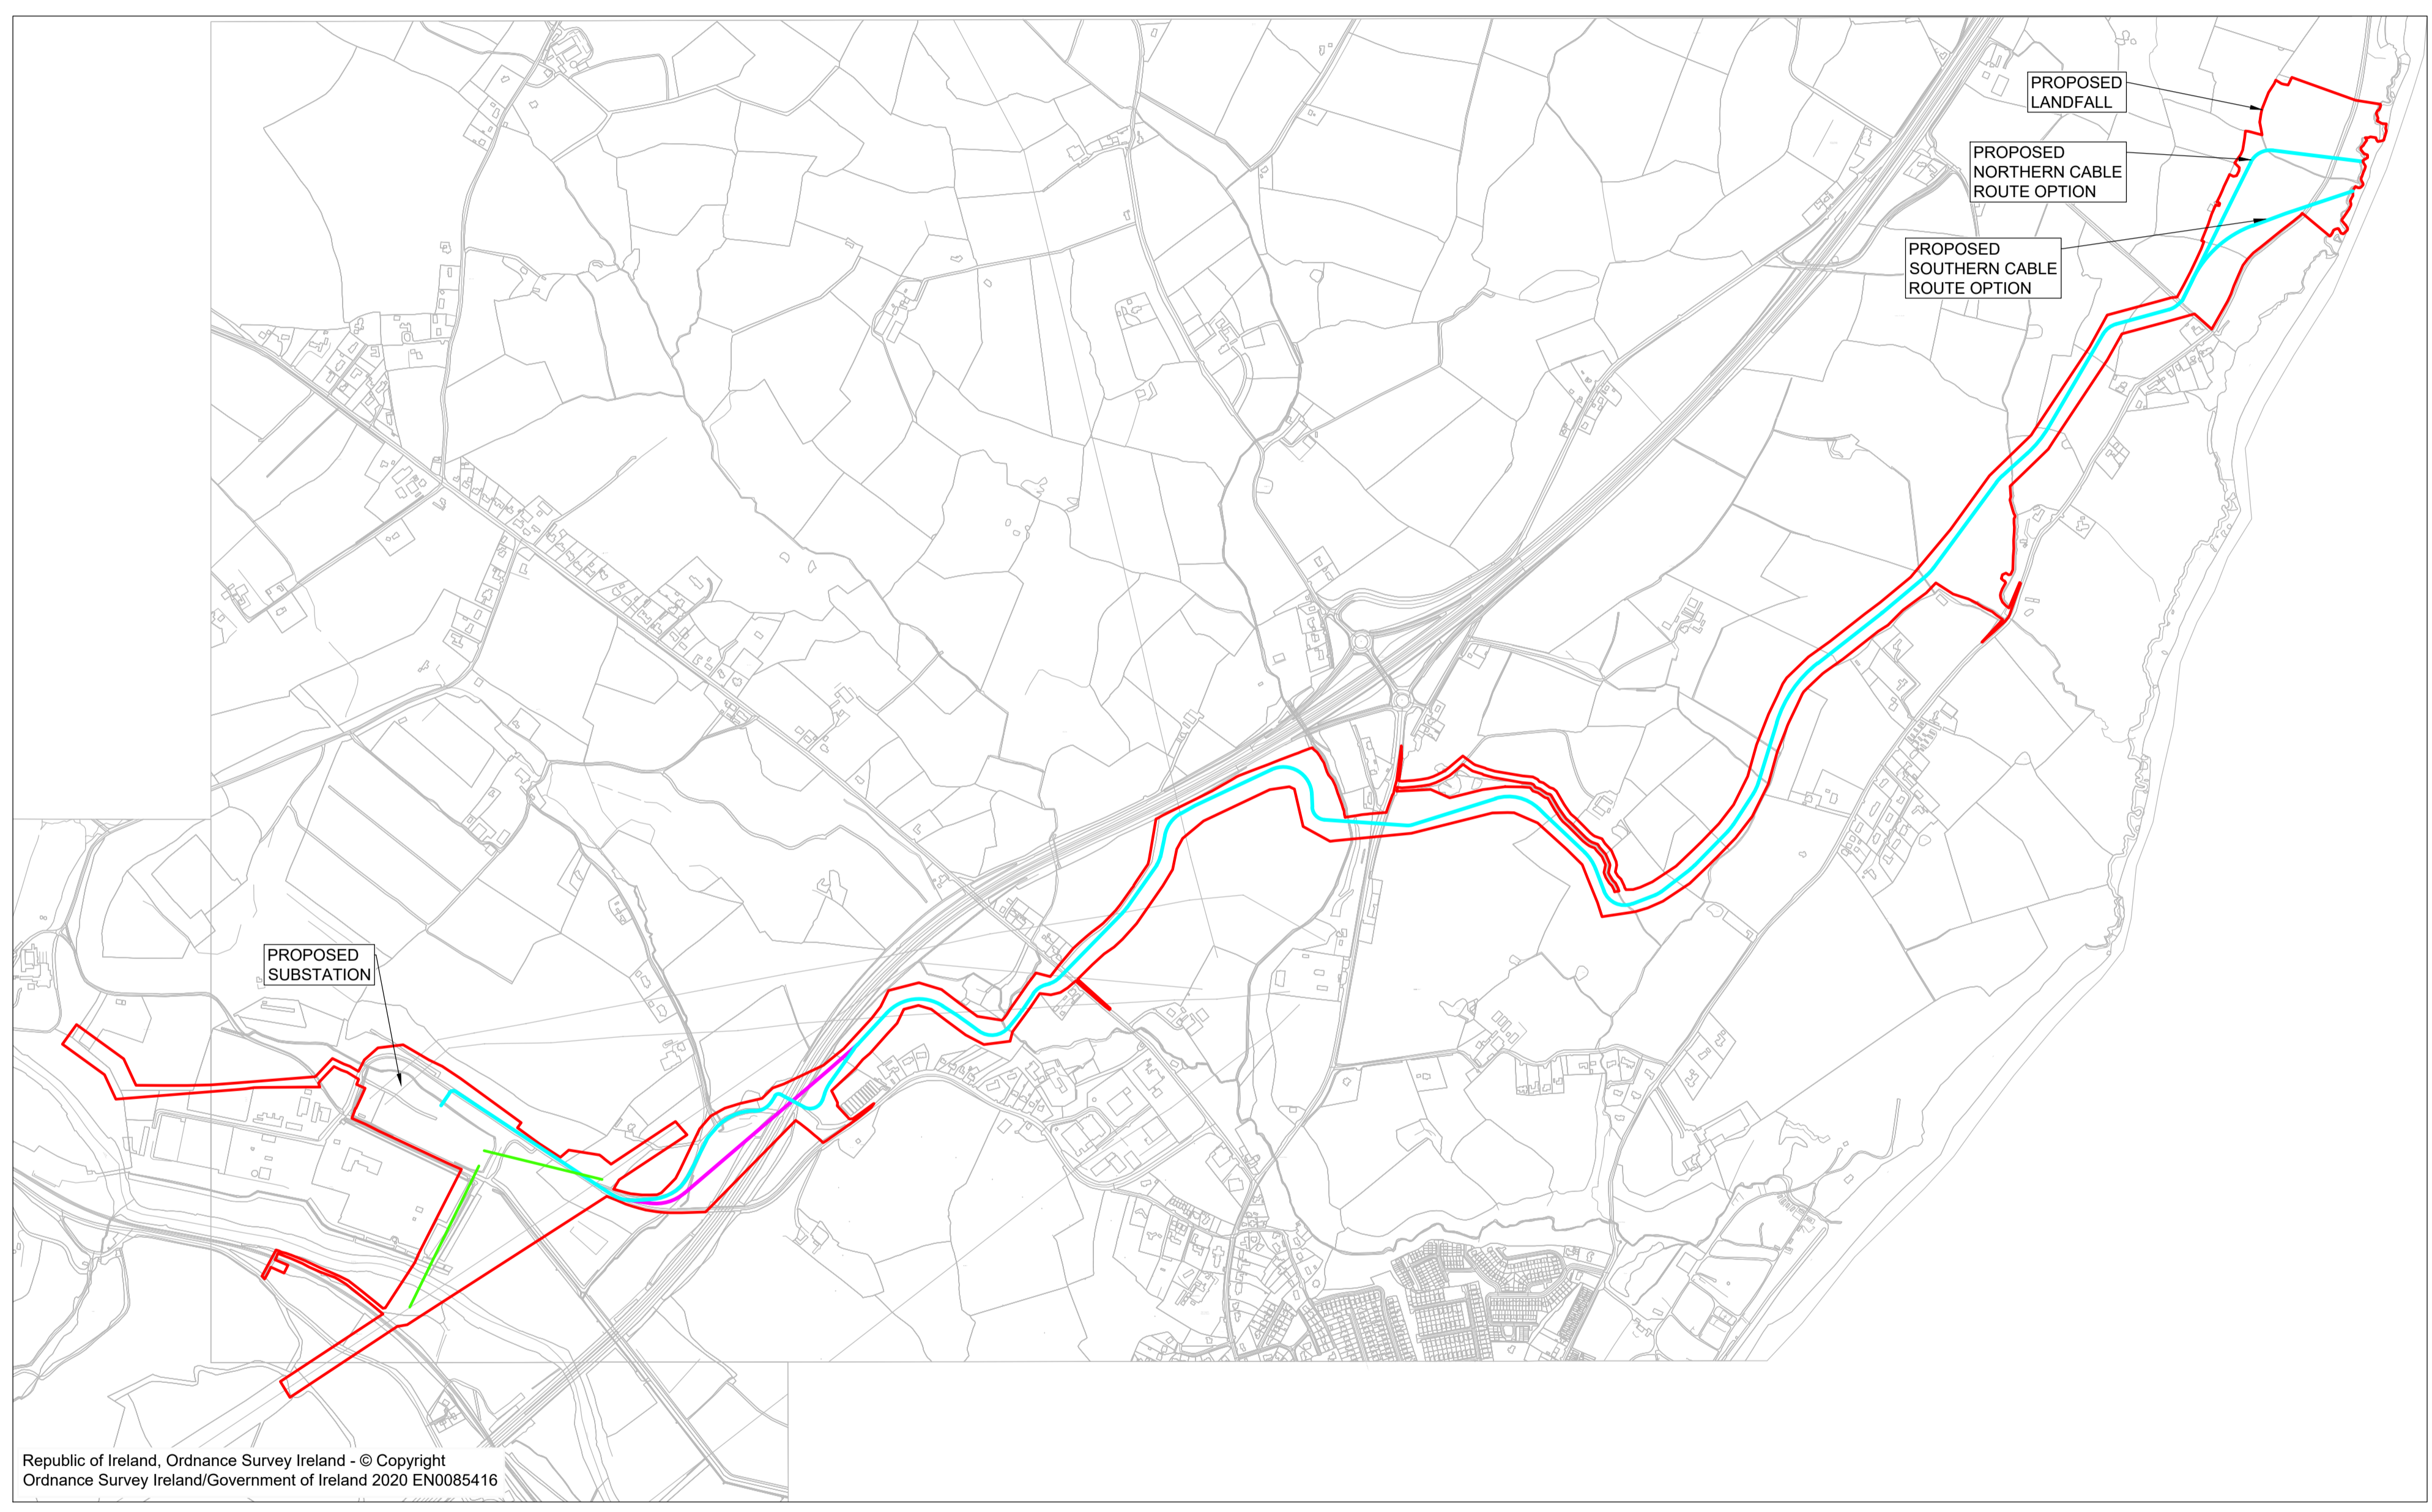 PROPOSED
LANDFALL
PROPOSED
NORTHERN CABLE
ROUTE OPTION
PROPOSED
SOUTHERN CABLE
ROUTE OPTION
PROPOSED
SUBSTATION
Republic of Ireland, Ordnance Survey Ireland - © Copyright
Ordnance Survey Ireland/Government of Ireland 2020 EN0085416